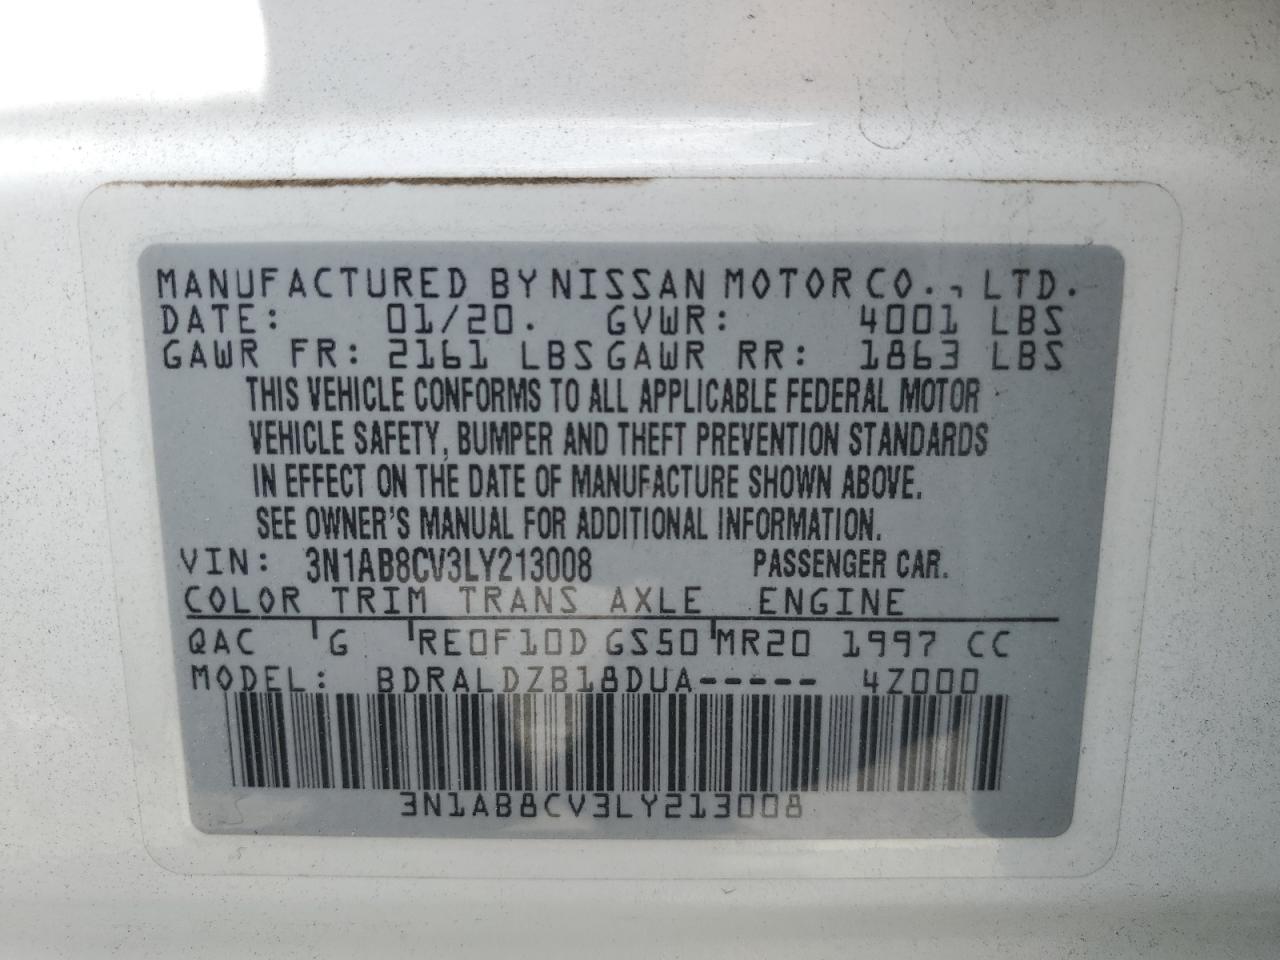 MANUFACTURED BY NISSAN MOTOR CO., LTD.
DATE: 01/20. GVWR: 4001 LBS
GAWR FR: 2161 LBS GAWR RR: 1863 LBS
THIS VEHICLE CONFORMS TO ALL APPLICABLE FEDERAL MOTOR
VEHICLE SAFETY, BUMPER AND THEFT PREVENTION STANDARDS
IN EFFECT ON THE DATE OF MANUFACTURE SHOWN ABOVE.
SEE OWNER'S MANUAL FOR ADDITIONAL INFORMATION.
VIN: 3N1AB8CV3LY213008 PASSENGER CAR.
COLOR TRIM TRANS AXLE ENGINE
QAC G RE0F10D GS50 MR20 1997 CC
MODEL: BDRALDZB18DUA----- 4Z000
3N1AB8CV3LY213008